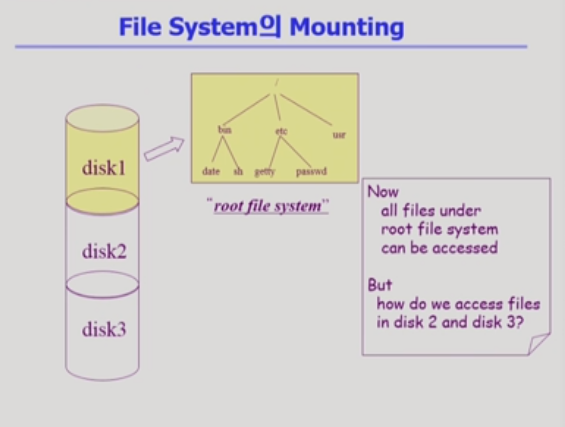 File System의 Mounting
/
bin etc usr
date sh getty passwd
disk1
"root file system"
disk2
disk3
Now
all files under
root file system
can be accessed
But
how do we access files
in disk 2 and disk 3?